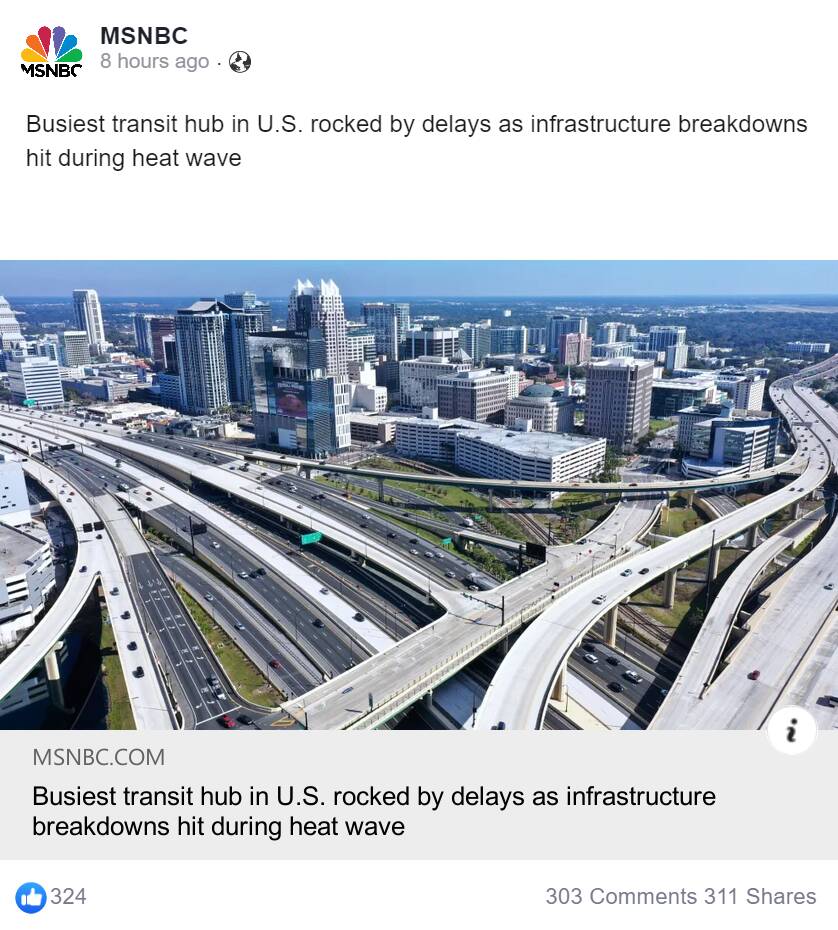 MSNBC
MSNBC
8 hours ago ·
Busiest transit hub in U.S. rocked by delays as infrastructure breakdowns
hit during heat wave
i
MSNBC.COM
Busiest transit hub in U.S. rocked by delays as infrastructure
breakdowns hit during heat wave
324
303 Comments 311 Shares